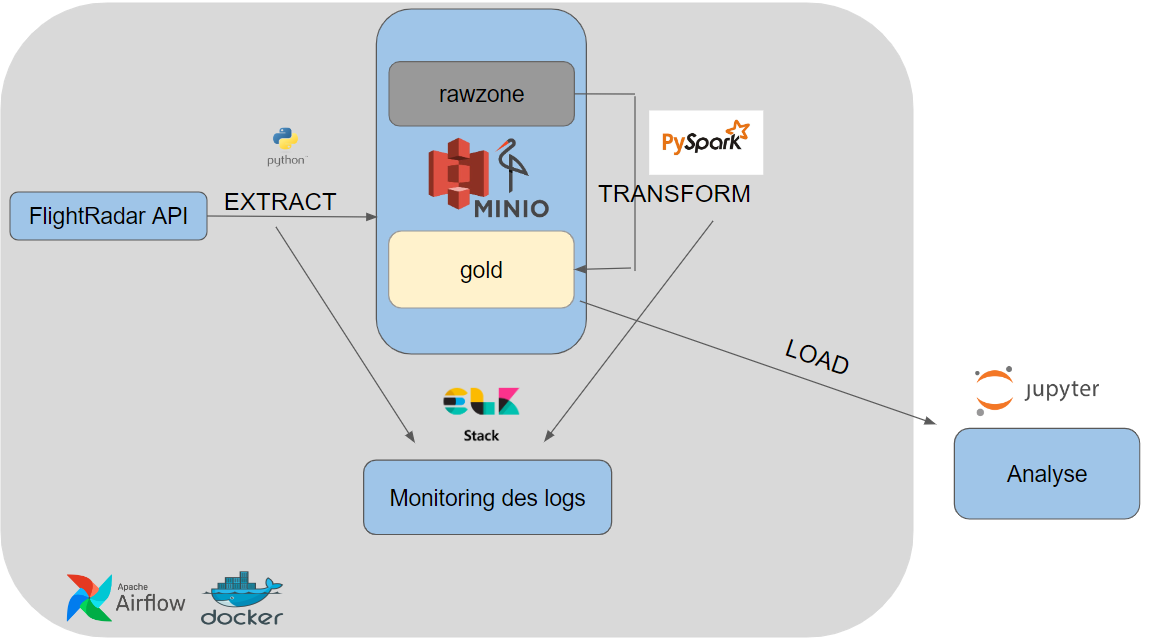 rawzone
python
PySpark
MINIO
TRANSFORM
EXTRACT
FlightRadar API
gold
LOAD
jupyter
ELK
Stack
Analyse
Monitoring des logs
Apache
Airflow
docker